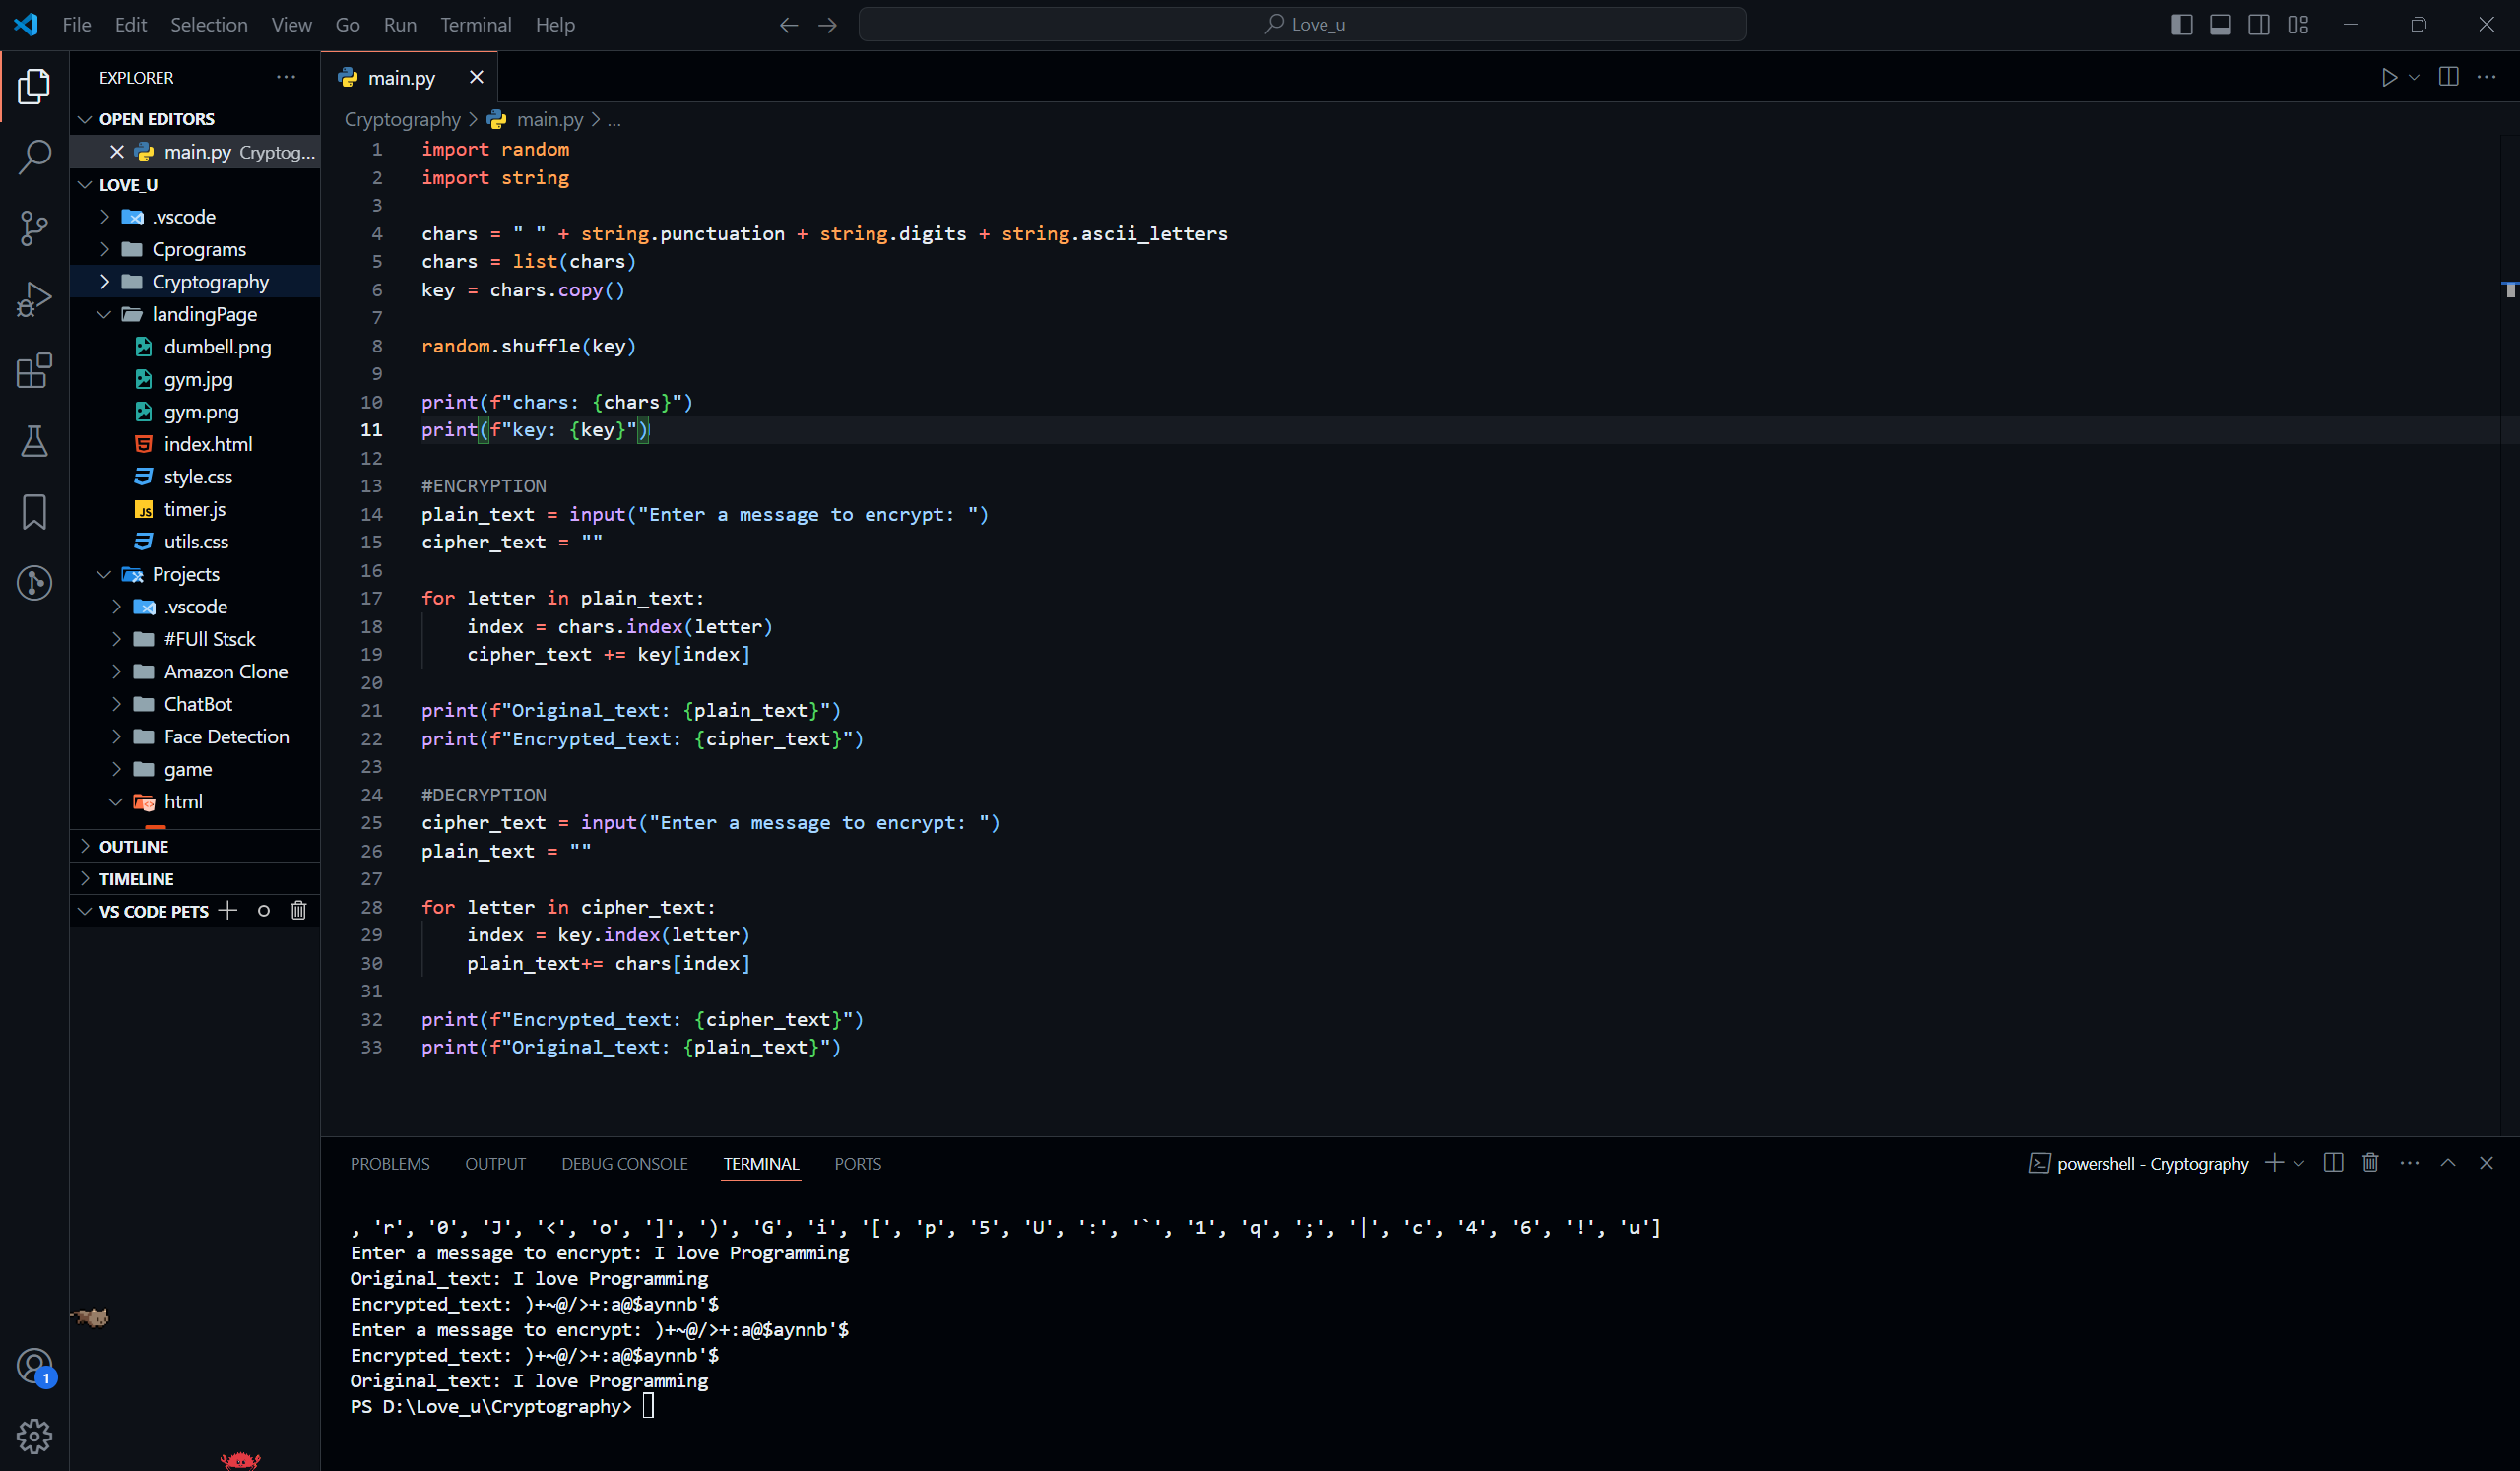 File Edit Selection View Go Run Terminal Help
Love_u
EXPLORER
OPEN EDITORS
main.py Cryptog...
LOVE_U
.vscode
Cprograms
Cryptography
landingPage
dumbell.png
gym.jpg
gym.png
index.html
style.css
JS timer.js
utils.css
Projects
.vscode
#FUll Stsck
Amazon Clone
ChatBot
Face Detection
game
html
OUTLINE
TIMELINE
VS CODE PETS
1
main.py
Cryptography > main.py > ...
1 import random
2 import string
3
4 chars = " " + string.punctuation + string.digits + string.ascii_letters
5 chars = list(chars)
6 key = chars.copy()
7
8 random.shuffle(key)
9
10 print(f"chars: {chars}")
11 print(f"key: {key}")
12
13 #ENCRYPTION
14 plain_text = input("Enter a message to encrypt: ")
15 cipher_text = ""
16
17 for letter in plain_text:
18     index = chars.index(letter)
19     cipher_text += key[index]
20
21 print(f"Original_text: {plain_text}")
22 print(f"Encrypted_text: {cipher_text}")
23
24 #DECRYPTION
25 cipher_text = input("Enter a message to encrypt: ")
26 plain_text = ""
27
28 for letter in cipher_text:
29     index = key.index(letter)
30     plain_text+= chars[index]
31
32 print(f"Encrypted_text: {cipher_text}")
33 print(f"Original_text: {plain_text}")
PROBLEMS OUTPUT DEBUG CONSOLE TERMINAL PORTS
powershell - Cryptography
, 'r', '0', 'J', '<', 'o', ']', ')', 'G', 'i', '[', 'p', '5', 'U', ':', '`', '1', 'q', ';', '|', 'c', '4', '6', '!', 'u']
Enter a message to encrypt: I love Programming
Original_text: I love Programming
Encrypted_text: )+~@/>+:a@$aynnb'$
Enter a message to encrypt: )+~@/>+:a@$aynnb'$
Encrypted_text: )+~@/>+:a@$aynnb'$
Original_text: I love Programming
PS D:\Love_u\Cryptography>